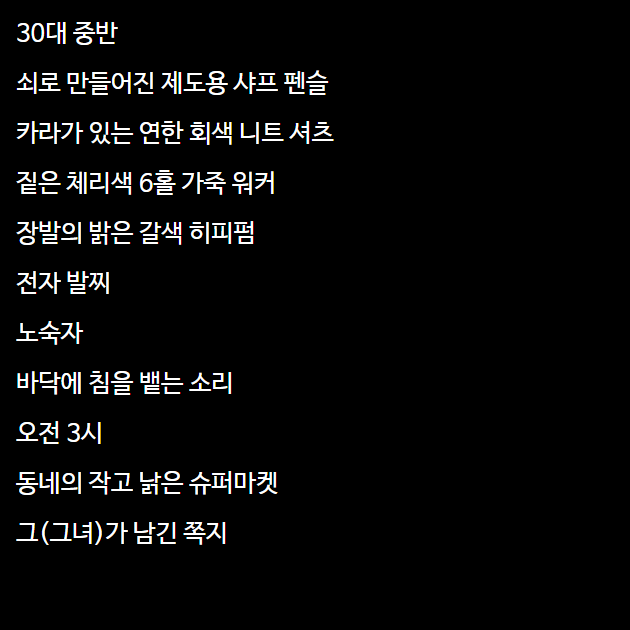 30대 중반
쇠로 만들어진 제도용 샤프 펜슬
카라가 있는 연한 회색 니트 셔츠
짙은 체리색 6홀 가죽 워커
장발의 밝은 갈색 히피펌
전자 발찌
노숙자
바닥에 침을 뱉는 소리
오전 3시
동네의 작고 낡은 슈퍼마켓
그(그녀)가 남긴 쪽지